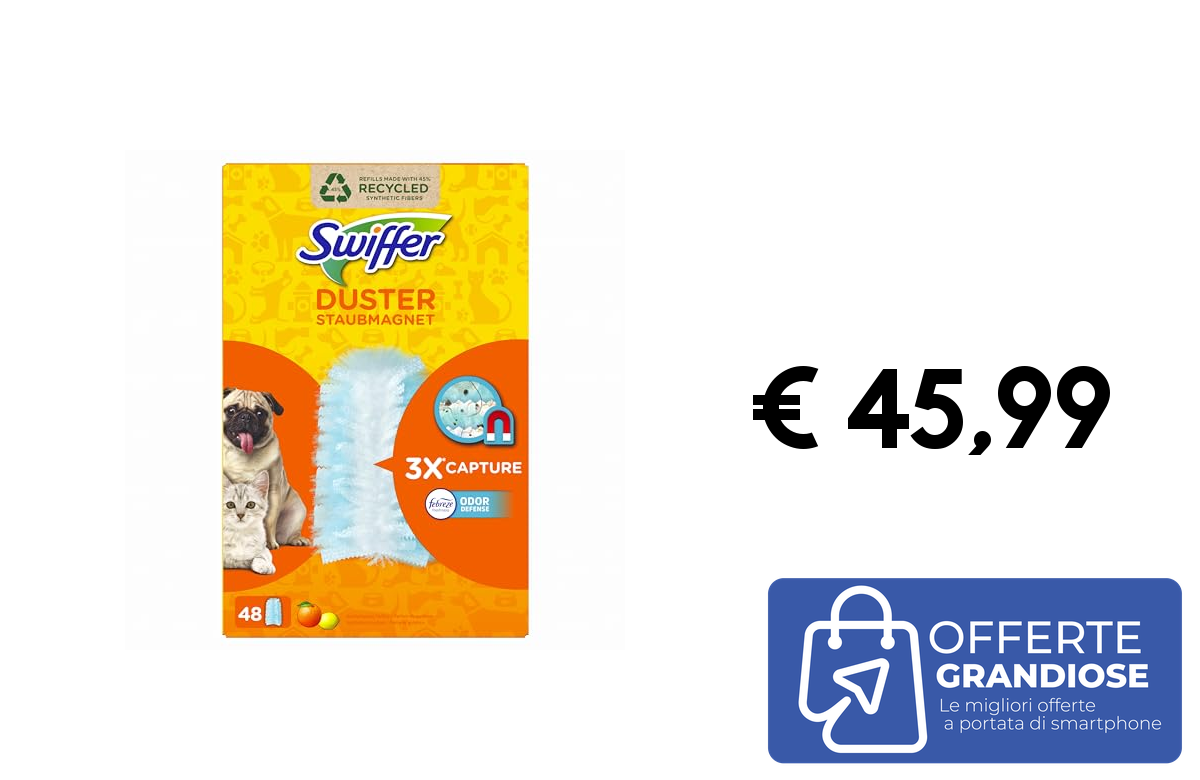 45%
REFILLS MADE WITH 45%
RECYCLED
SYNTHETIC FIBERS
Swiffer
DUSTER
STAUBMAGNET
3X*CAPTURE
febreze
ODOR
DEFENSE
48
€ 45,99
OFFERTE
GRANDIOSE
Le migliori offerte
a portata di smartphone